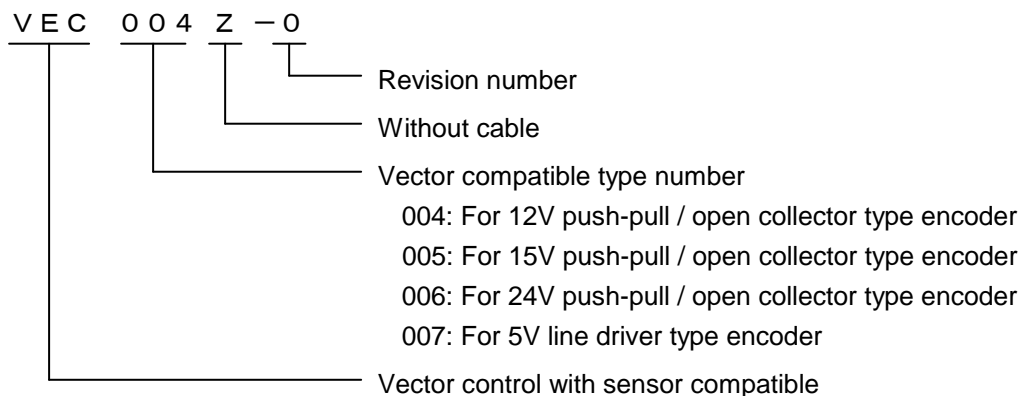 ＶＥＣ ００４ Ｚ －０
Revision number
Without cable
Vector compatible type number
004: For 12V push-pull / open collector type encoder
005: For 15V push-pull / open collector type encoder
006: For 24V push-pull / open collector type encoder
007: For 5V line driver type encoder
Vector control with sensor compatible